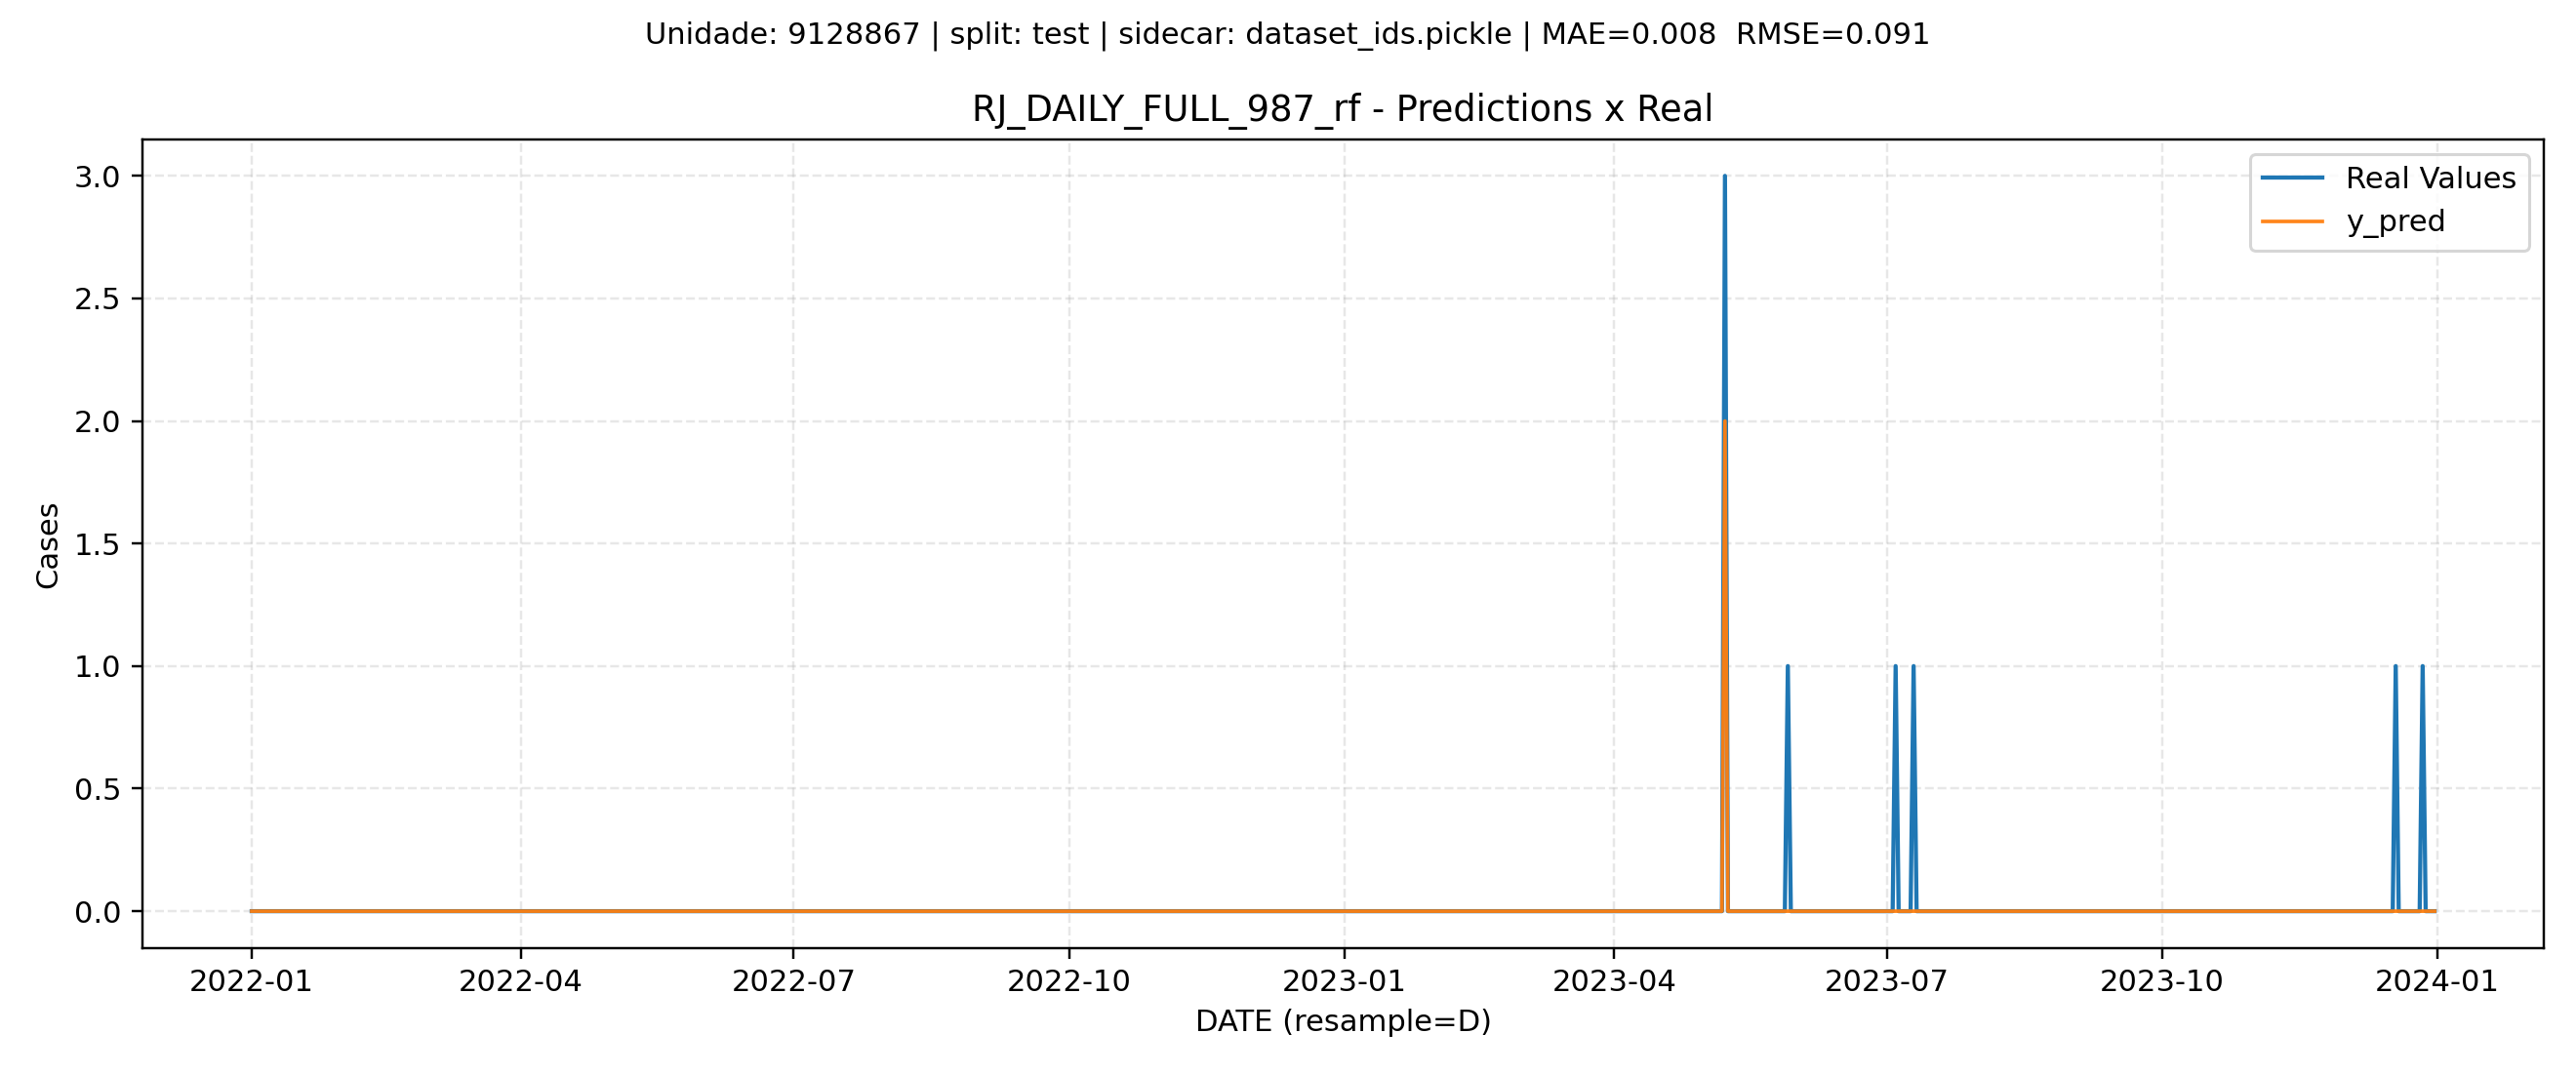 Unidade: 9128867 | split: test | sidecar: dataset_ids.pickle | MAE=0.008  RMSE=0.091
RJ_DAILY_FULL_987_rf - Predictions x Real
Real Values
y_pred
Cases
3.0
2.5
2.0
1.5
1.0
0.5
0.0
2022-01
2022-04
2022-07
2022-10
2023-01
2023-04
2023-07
2023-10
2024-01
DATE (resample=D)